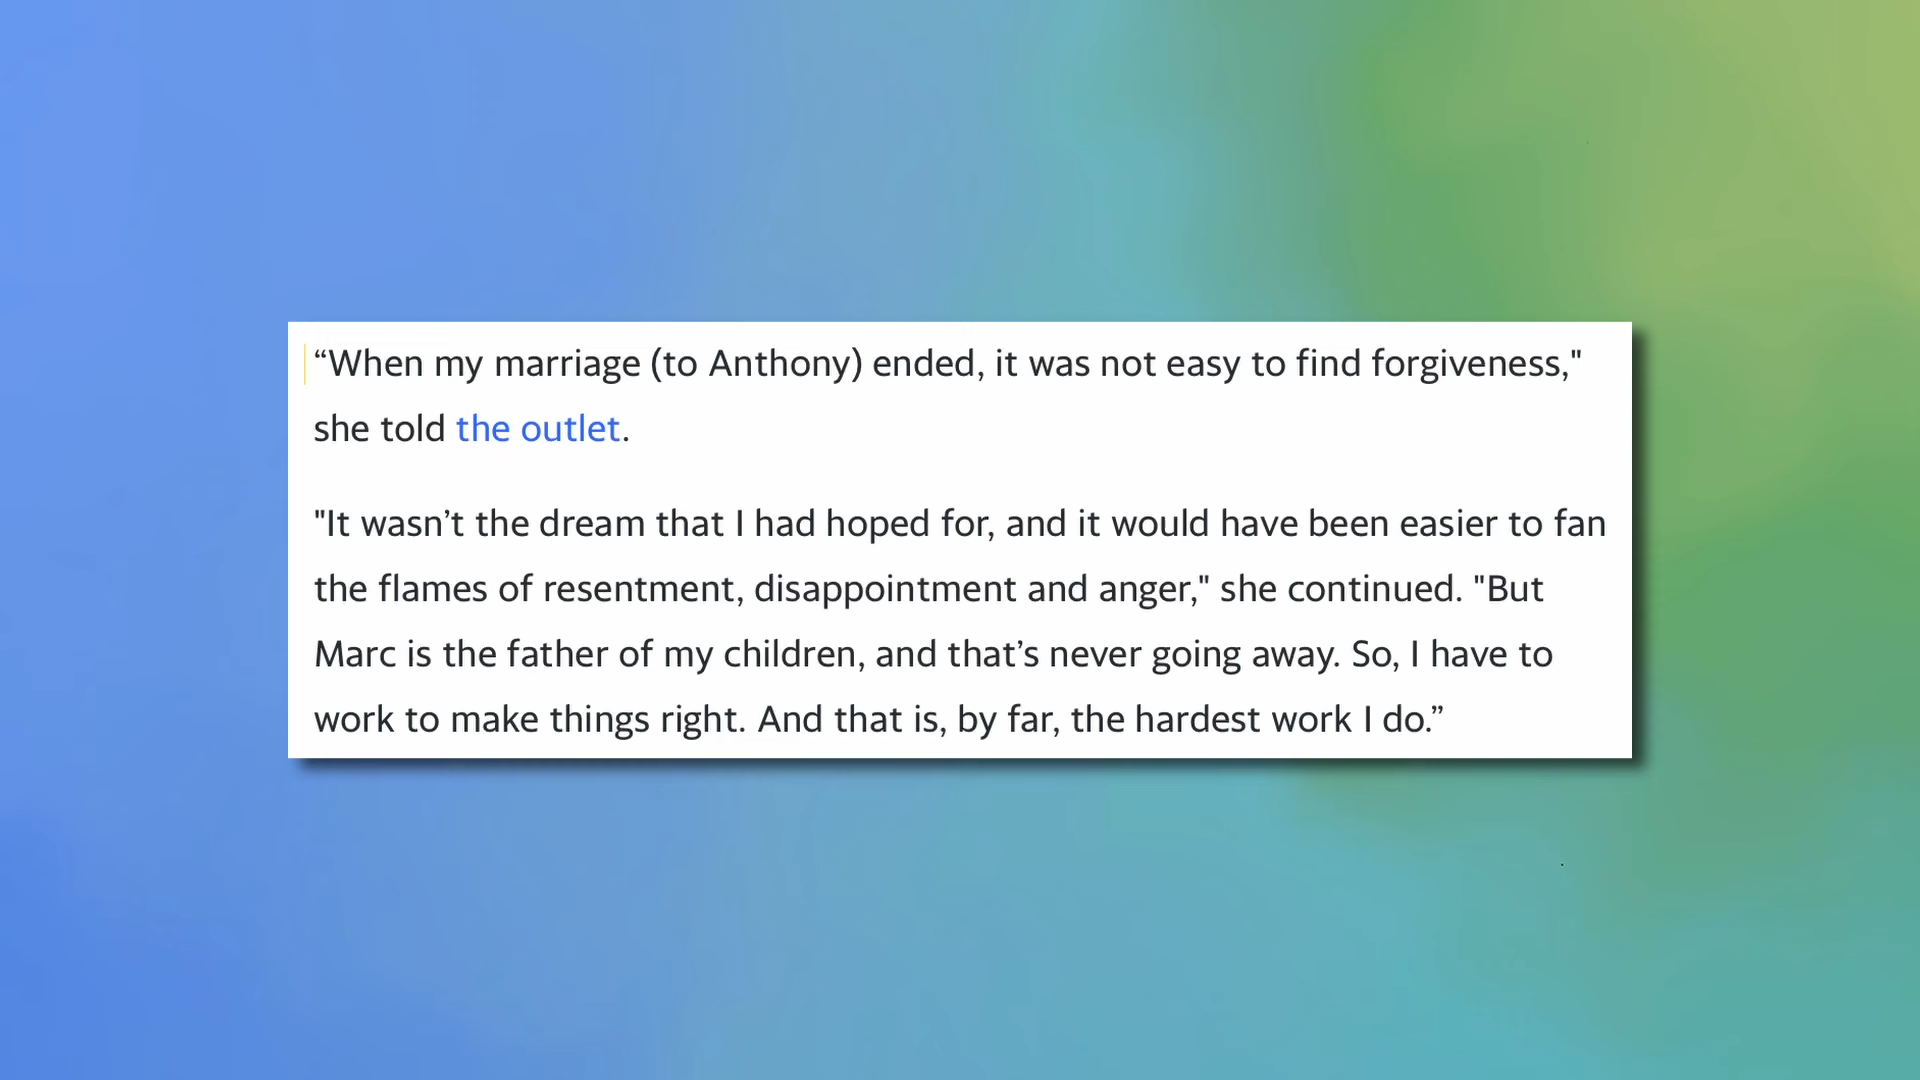 “When my marriage (to Anthony) ended, it was not easy to find forgiveness,"
she told the outlet.
"It wasn’t the dream that I had hoped for, and it would have been easier to fan
the flames of resentment, disappointment and anger," she continued. "But
Marc is the father of my children, and that’s never going away. So, I have to
work to make things right. And that is, by far, the hardest work I do.”